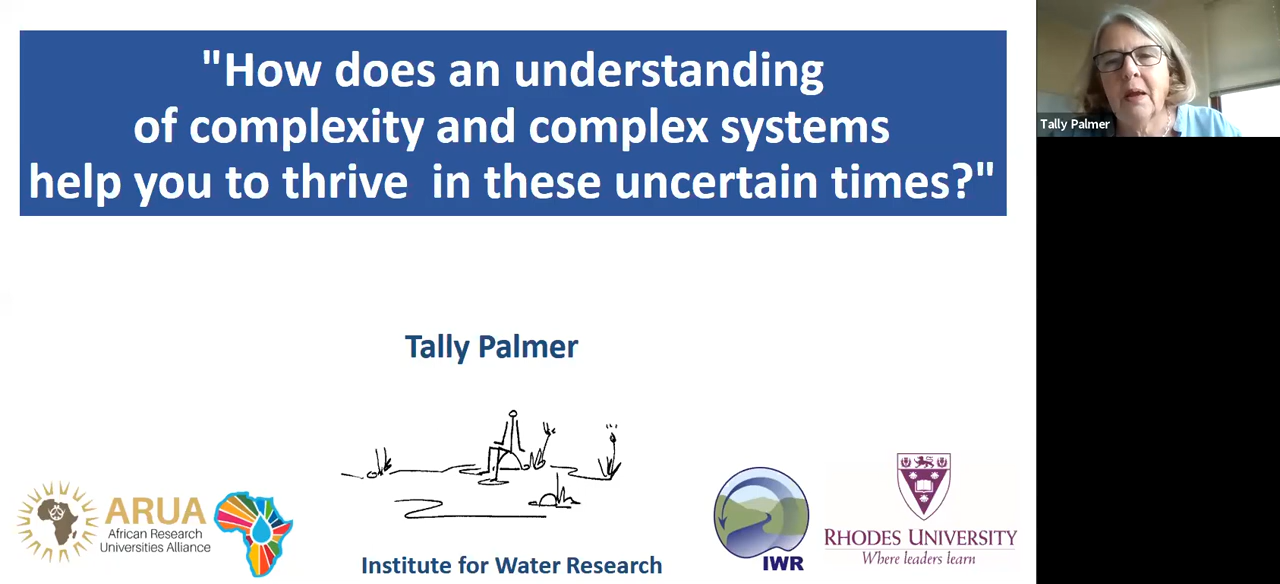 "How does an understanding
of complexity and complex systems
help you to thrive in these uncertain times?"
Tally Palmer
Tally Palmer
ARUA
African Research
Universities Alliance
Institute for Water Research
IWR
RHODES UNIVERSITY
Where leaders learn